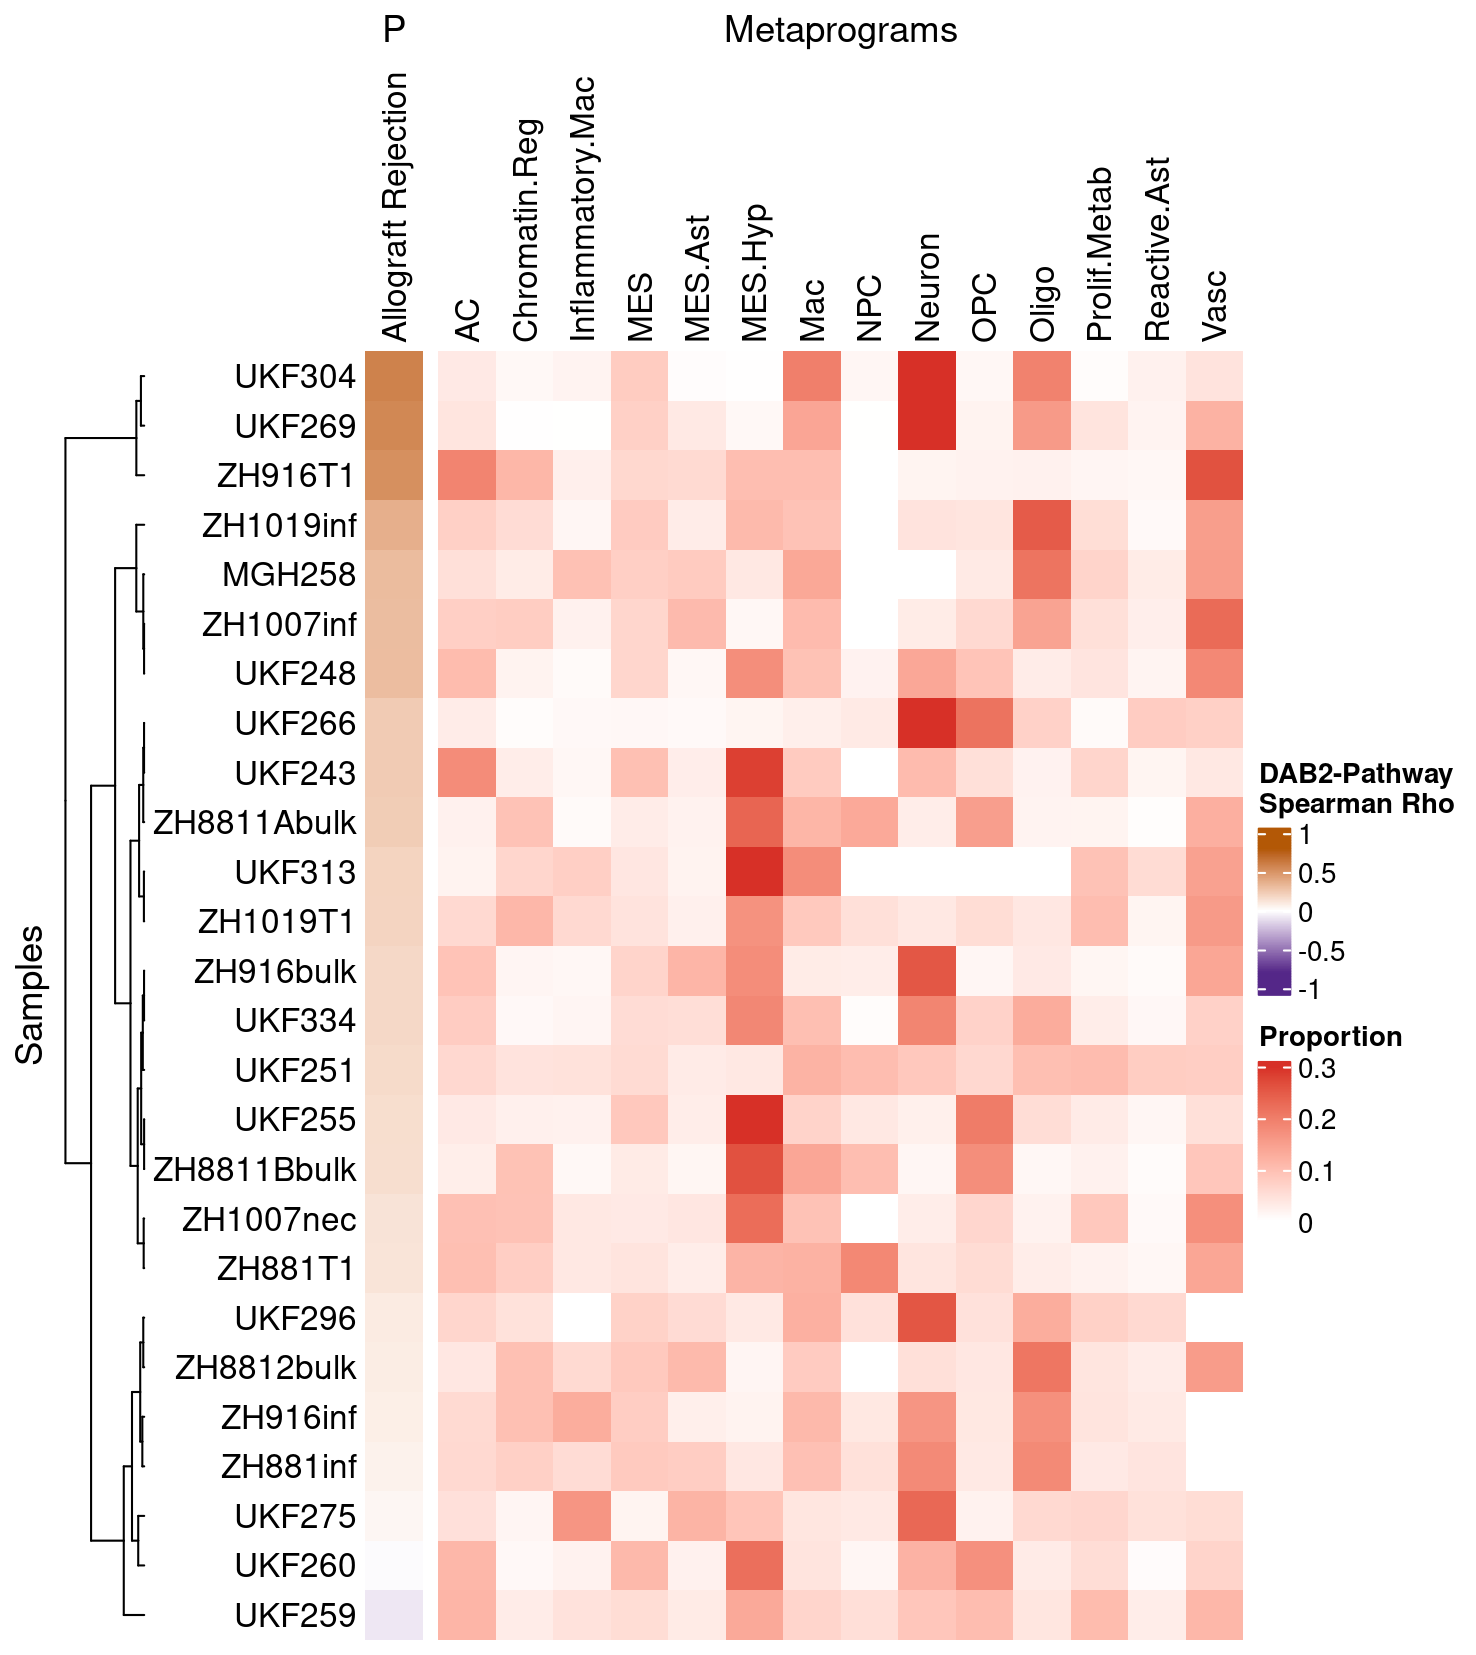 P
Metaprograms
Allograft Rejection
AC
Chromatin.Reg
Inflammatory.Mac
MES
MES.Ast
MES.Hyp
Mac
NPC
Neuron
OPC
Oligo
Prolif.Metab
Reactive.Ast
Vasc
Samples
UKF304
UKF269
ZH916T1
ZH1019inf
MGH258
ZH1007inf
UKF248
UKF266
UKF243
ZH8811Abulk
UKF313
ZH1019T1
ZH916bulk
UKF334
UKF251
UKF255
ZH8811Bbulk
ZH1007nec
ZH881T1
UKF296
ZH8812bulk
ZH916inf
ZH881inf
UKF275
UKF260
UKF259
DAB2-Pathway
Spearman Rho
1
0.5
0
-0.5
-1
Proportion
0.3
0.2
0.1
0